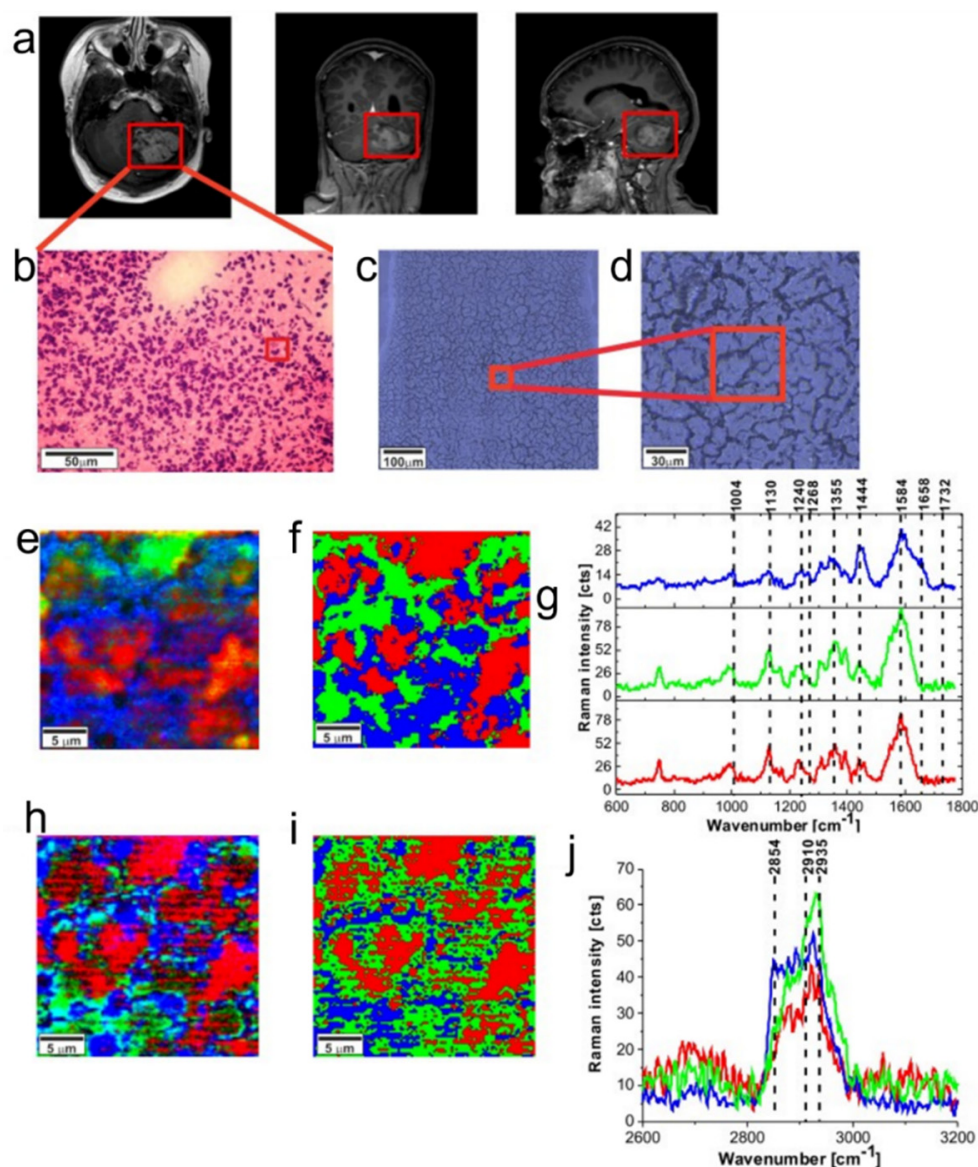 a
b
c
d
50μm
100μm
30μm
e
f
g
5 μm
5 μm
1004
1130
1240
1268
1355
1444
1584
1658
1732
Raman intensity [cts]
42
28
14
0
78
52
26
0
78
52
26
0
600 800 1000 1200 1400 1600 1800
Wavenumber [cm⁻¹]
h
i
j
5 μm
5 μm
2854
2910
2935
Raman intensity [cts]
70
60
50
40
30
20
10
0
2600 2800 3000 3200
Wavenumber [cm⁻¹]